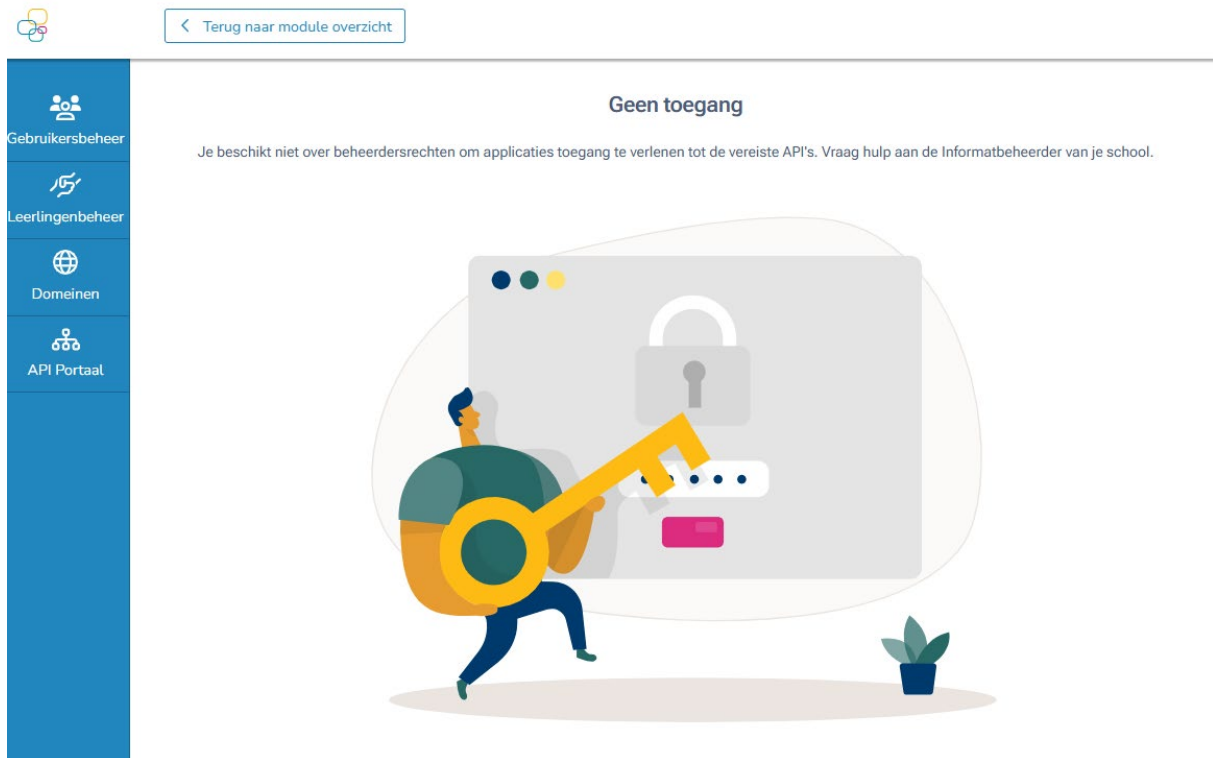 Terug naar module overzicht
Gebruikersbeheer
Leerlingenbeheer
Domeinen
API Portaal
Geen toegang
Je beschikt niet over beheerdersrechten om applicaties toegang te verlenen tot de vereiste API's. Vraag hulp aan de Informatbeheerder van je school.